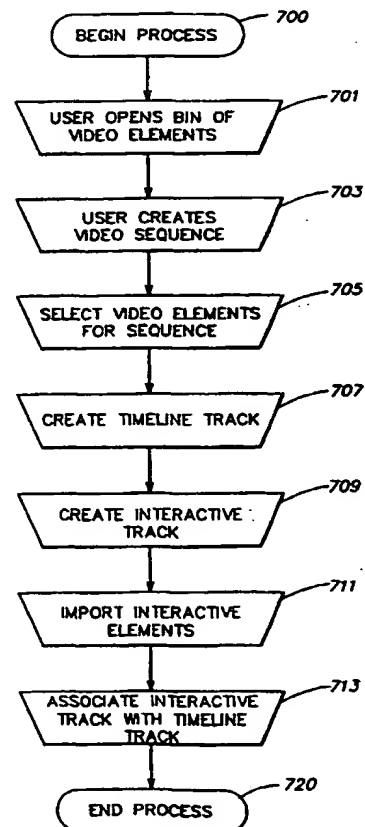 700
BEGIN PROCESS
701
USER OPENS BIN OF
VIDEO ELEMENTS
703
USER CREATES
VIDEO SEQUENCE
705
SELECT VIDEO ELEMENTS
FOR SEQUENCE
707
CREATE TIMELINE TRACK
709
CREATE INTERACTIVE
TRACK
711
IMPORT INTERACTIVE
ELEMENTS
713
ASSOCIATE INTERACTIVE
TRACK WITH TIMELINE
TRACK
720
END PROCESS